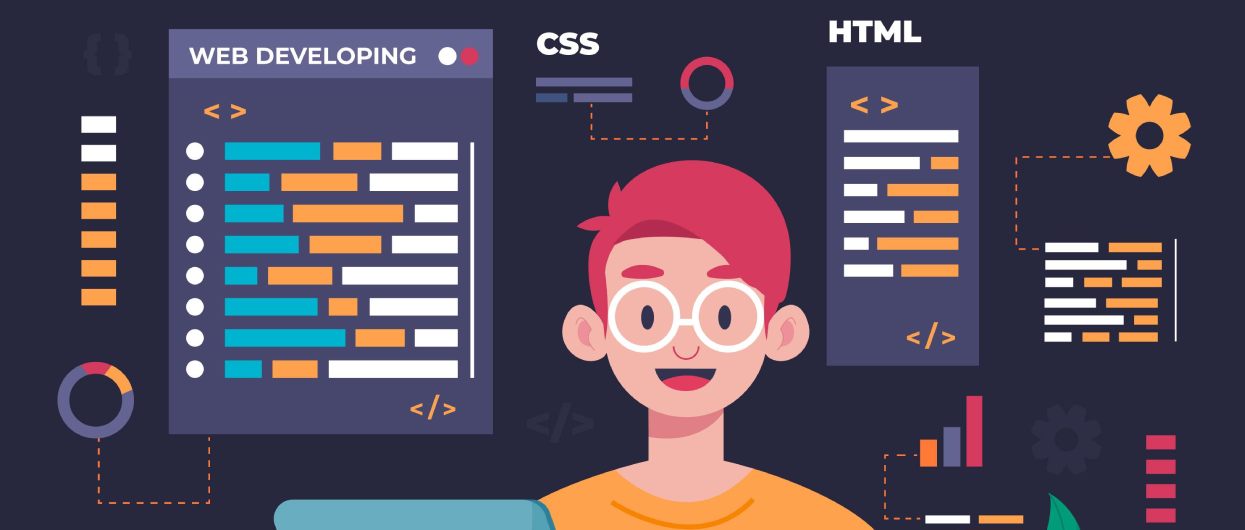 { }
WEB DEVELOPING
< >
</>
CSS
</>
HTML
< >
</>